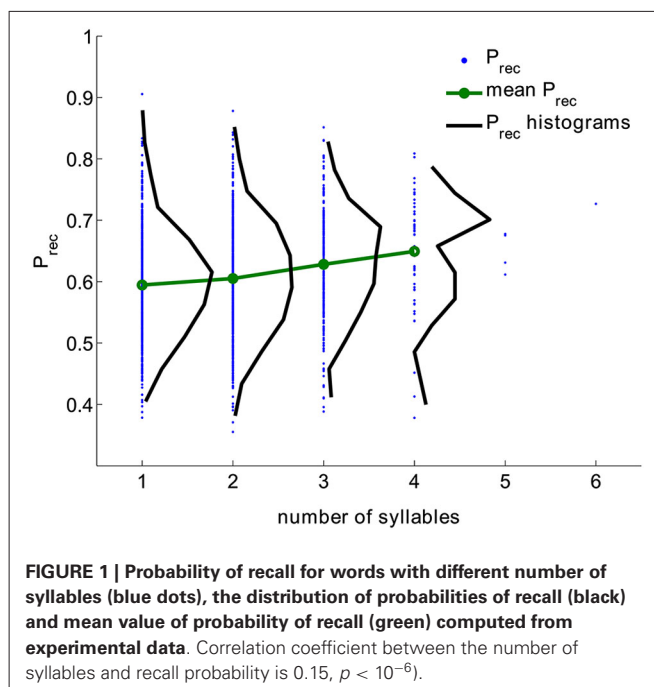 1
0.9
0.8
0.7
0.6
0.5
0.4
P_rec
P_rec
mean P_rec
P_rec histograms
1 2 3 4 5 6
number of syllables
FIGURE 1 | Probability of recall for words with different number of
syllables (blue dots), the distribution of probabilities of recall (black)
and mean value of probability of recall (green) computed from
experimental data. Correlation coefficient between the number of
syllables and recall probability is 0.15, p < 10⁻⁶).